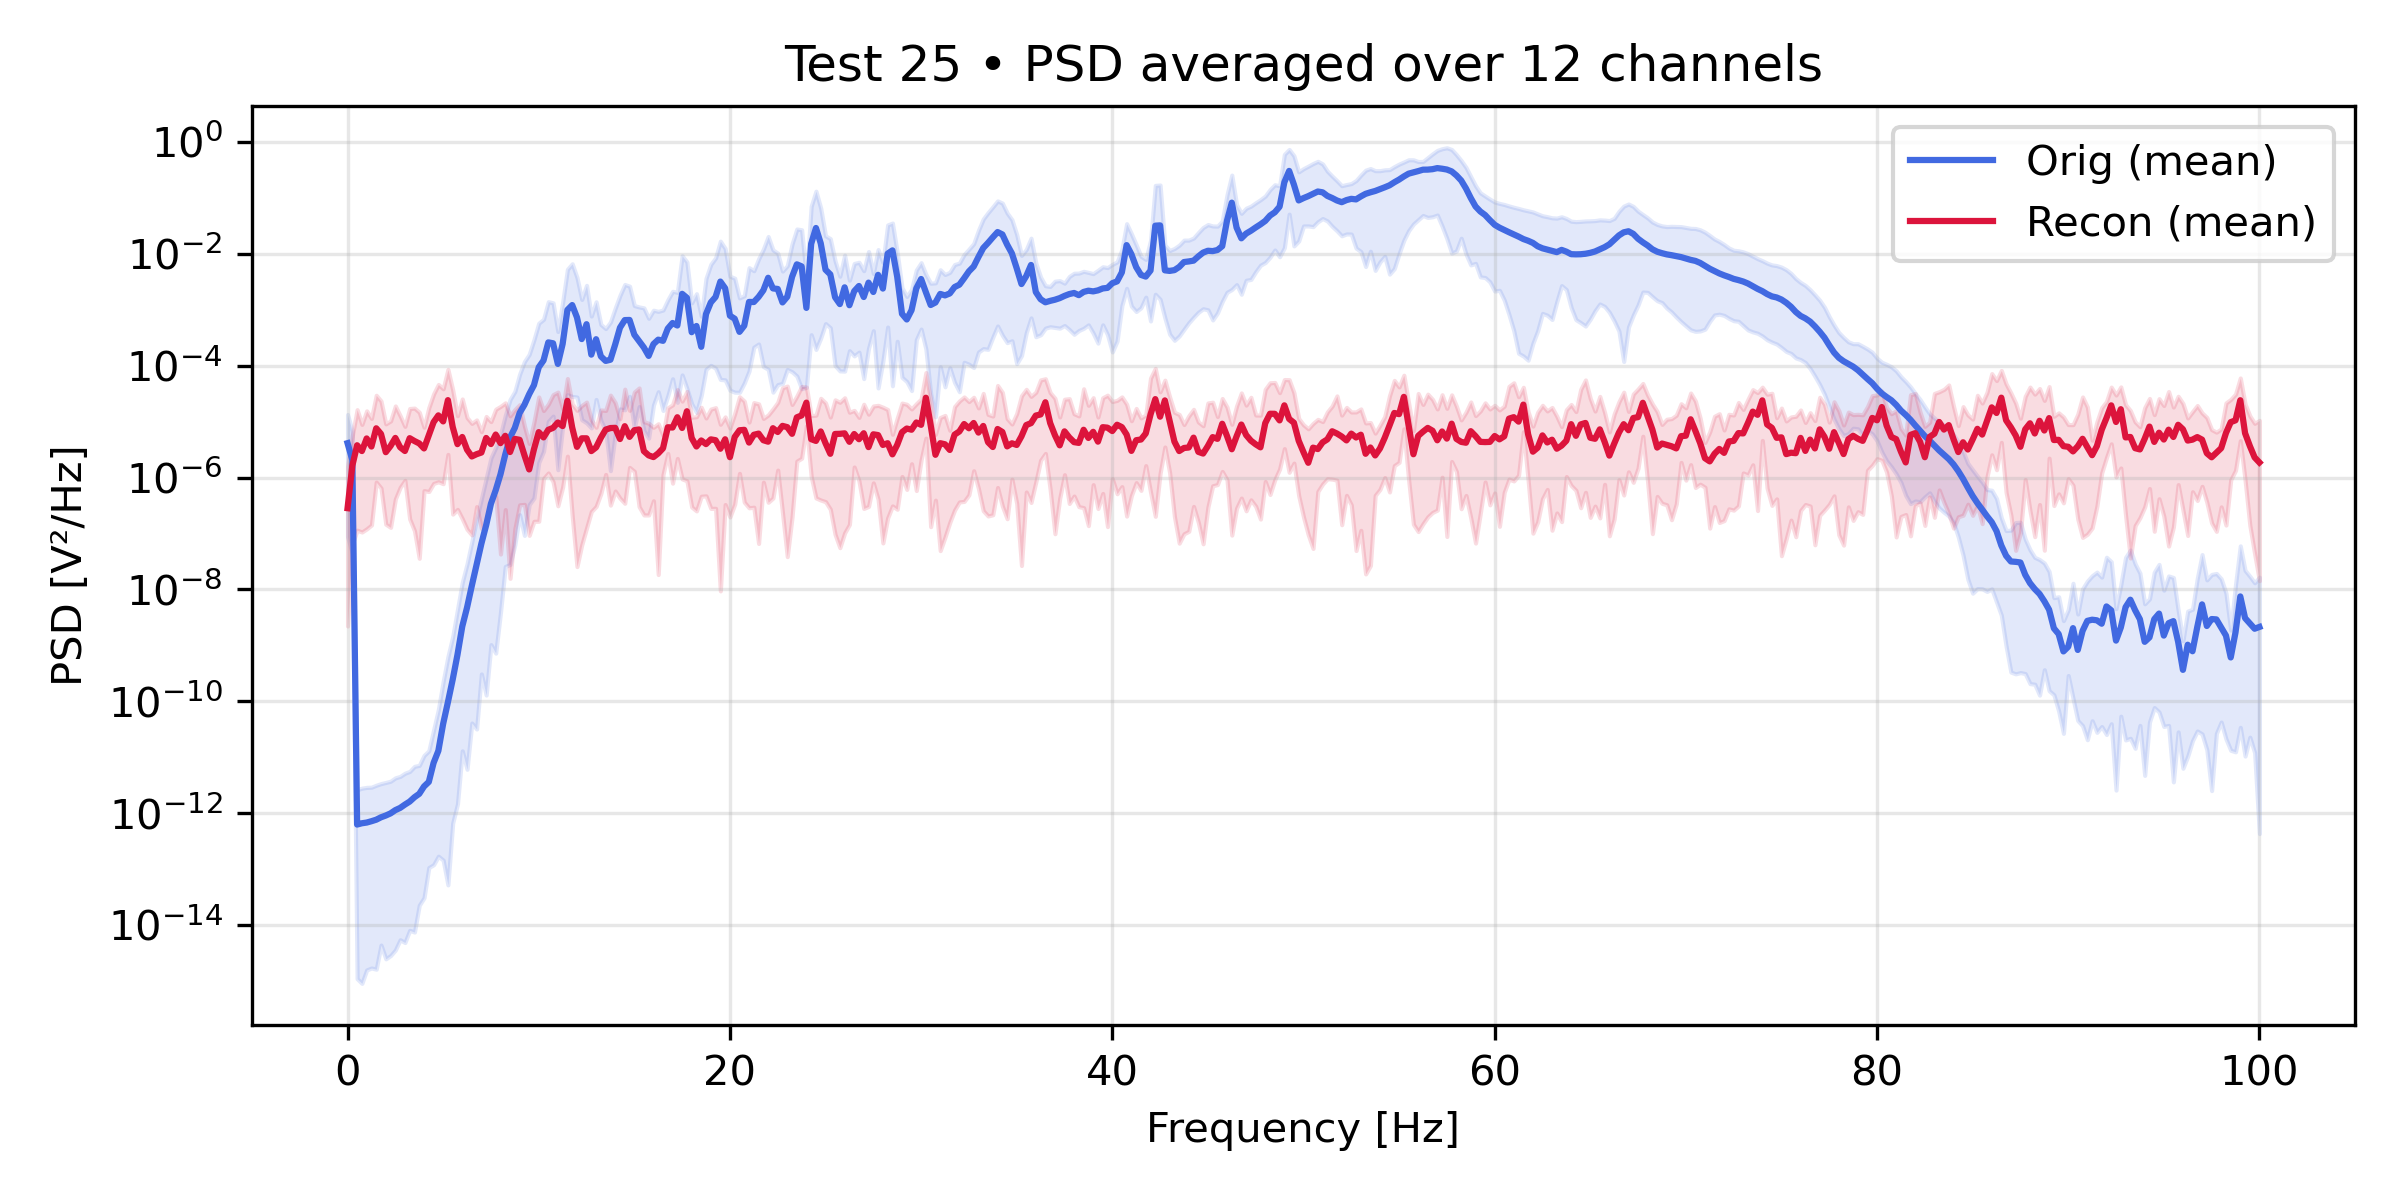 Test 25 • PSD averaged over 12 channels
10⁰
10⁻²
10⁻⁴
10⁻⁶
10⁻⁸
10⁻¹⁰
10⁻¹²
10⁻¹⁴
PSD [V²/Hz]
Orig (mean)
Recon (mean)
0 20 40 60 80 100
Frequency [Hz]